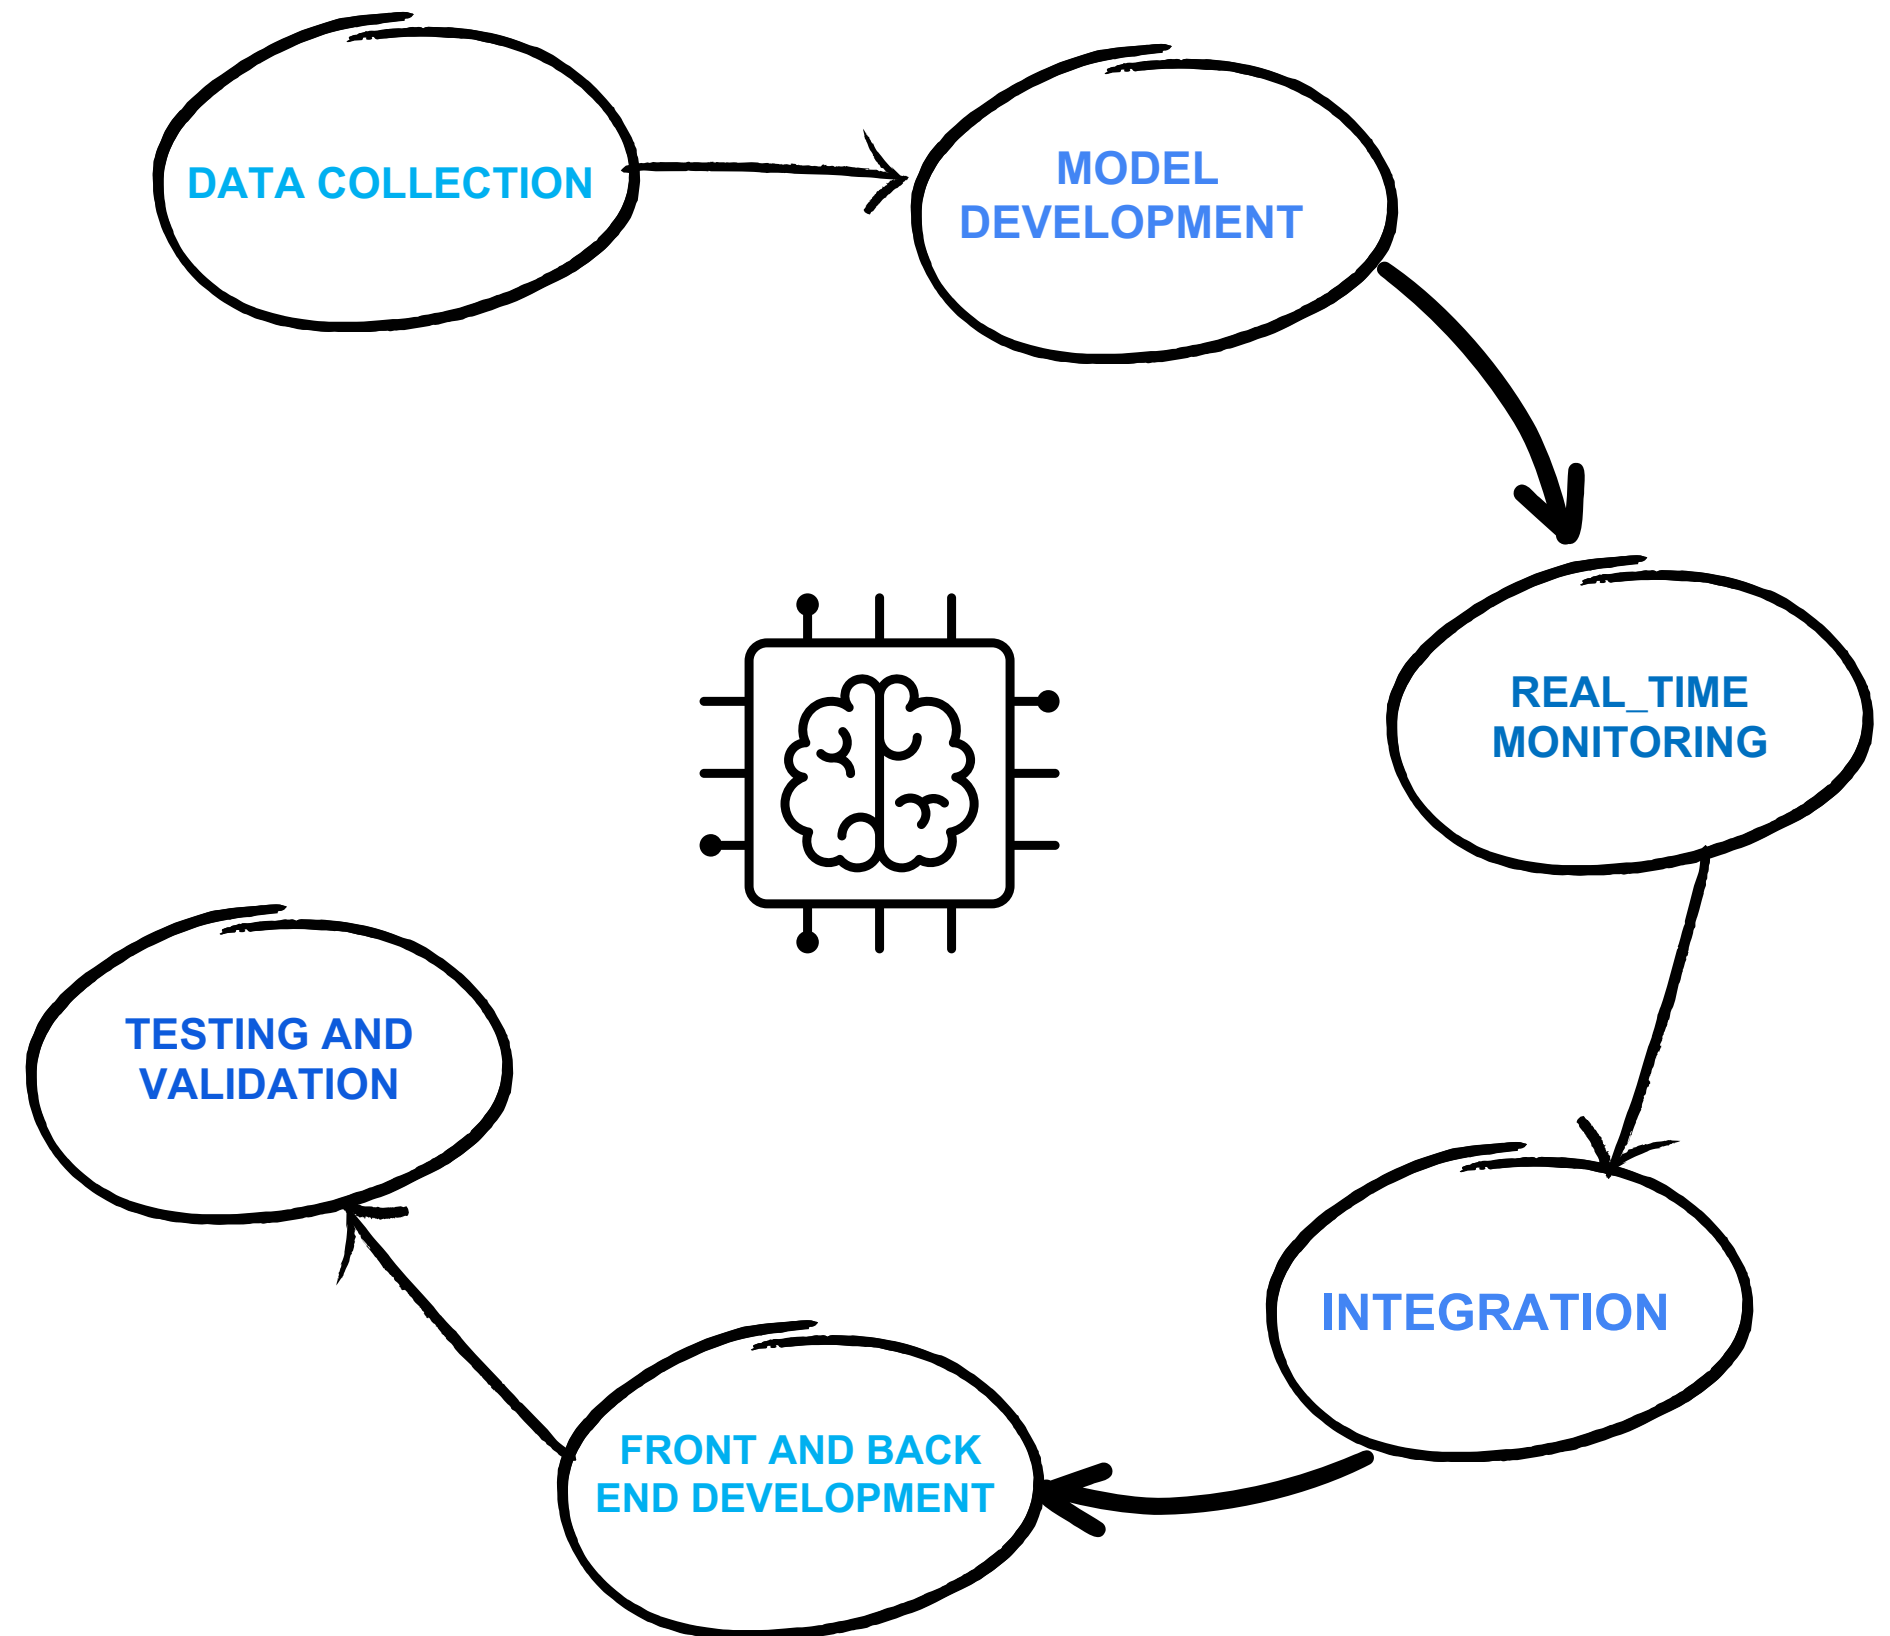 DATA COLLECTION
MODEL
DEVELOPMENT
REAL_TIME
MONITORING
INTEGRATION
FRONT AND BACK
END DEVELOPMENT
TESTING AND
VALIDATION